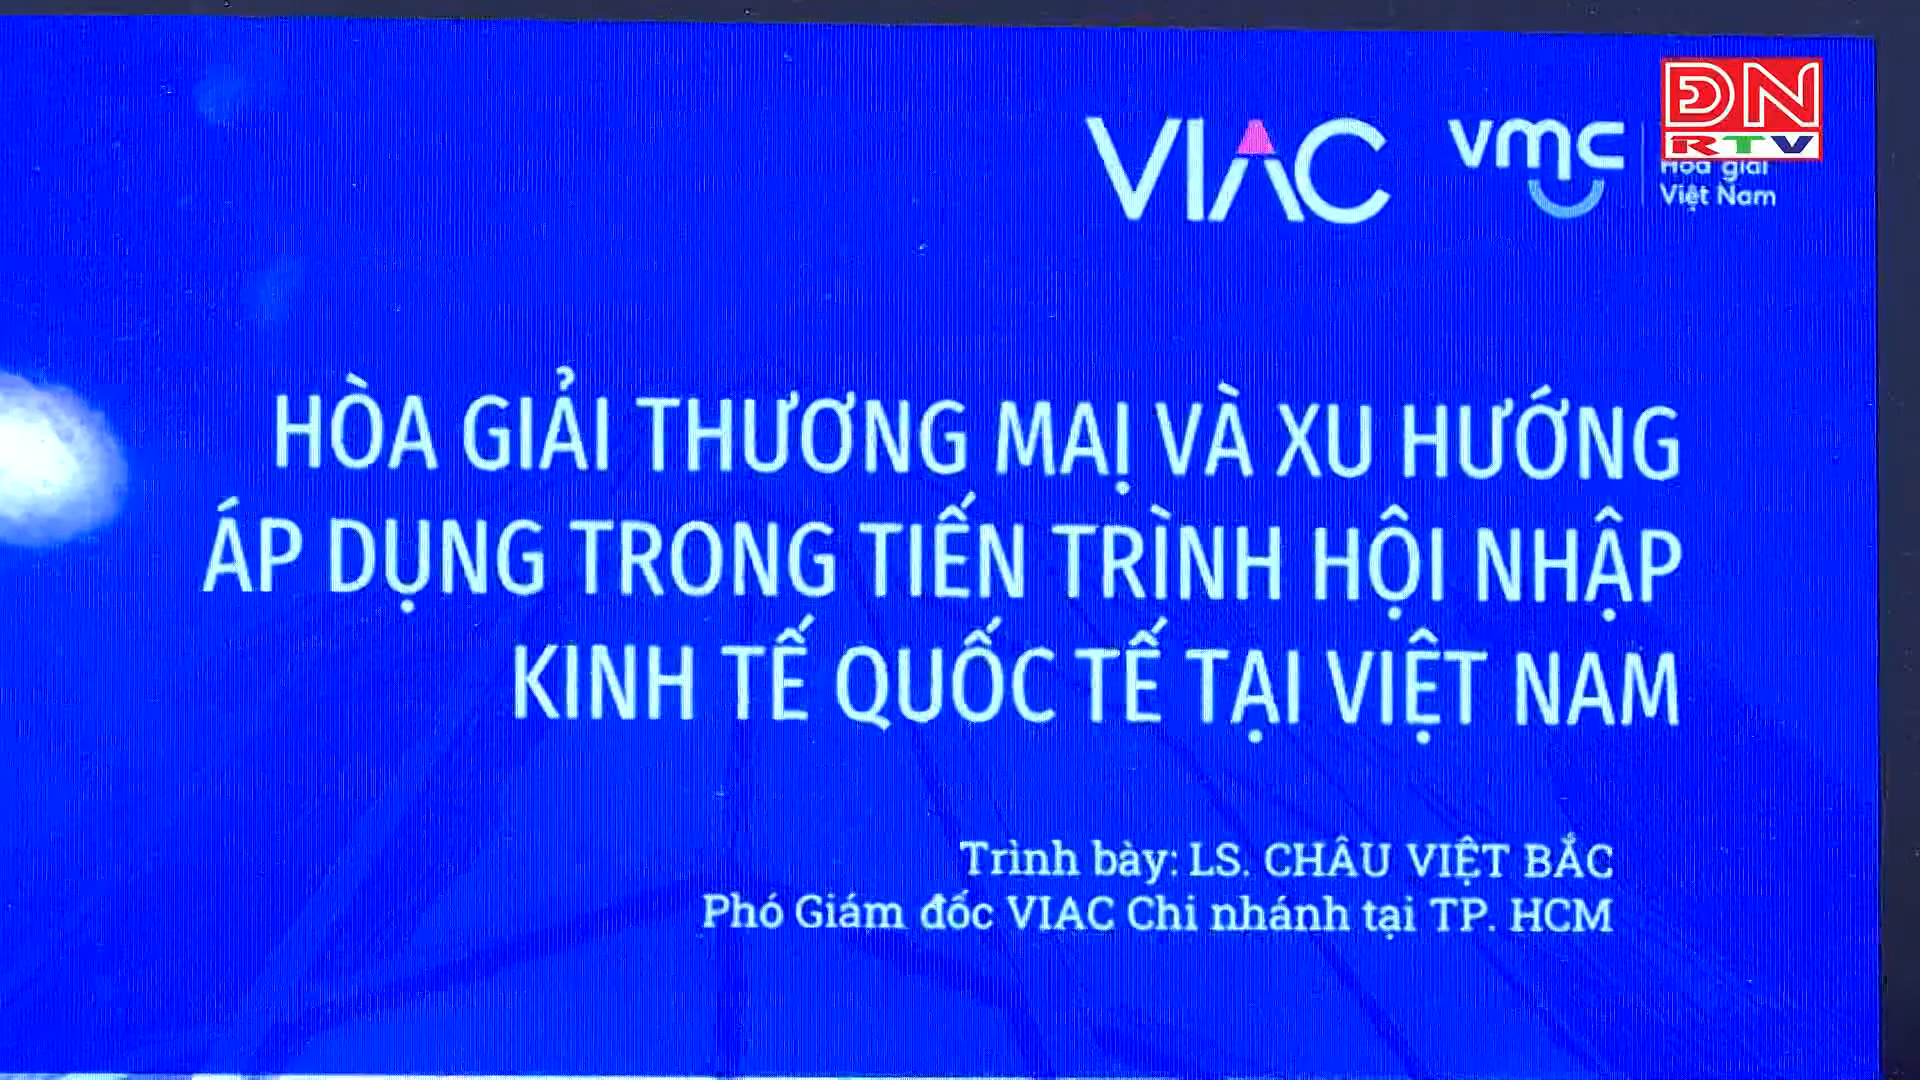 VIAC
vmc
ĐN
RTV
Hòa giải
Việt Nam
HÒA GIẢI THƯƠNG MẠI VÀ XU HƯỚNG
ÁP DỤNG TRONG TIẾN TRÌNH HỘI NHẬP
KINH TẾ QUỐC TẾ TẠI VIỆT NAM
Trình bày: LS. CHÂU VIỆT BẮC
Phó Giám đốc VIAC Chi nhánh tại TP. HCM